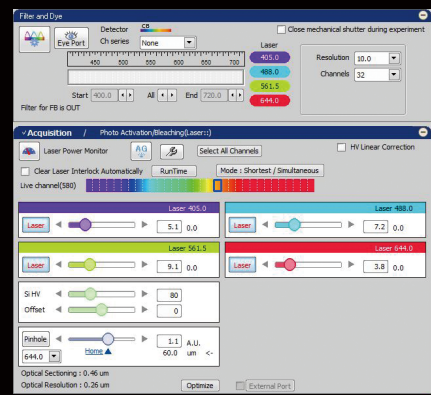 Filter and Dye
Detector CB
Eye Port
Ch series None
Close mechanical shutter during experiment
Laser
450 500 550 600 650 700
405.0
488.0
561.5
644.0
Resolution 10.0
Channels 32
Start 400.0 All End 720.0
Filter for FB is OUT
Acquisition / Photo Activation/Bleaching(Laser::)
Laser Power Monitor
AG
Select All Channels
HV Linear Correction
Clear Laser Interlock Automatically
RunTime
Mode : Shortest / Simultaneous
Live channel(580)
Laser 405.0
Laser 488.0
Laser 5.1 0.0
Laser 7.2 0.0
Laser 561.5
Laser 644.0
Laser 9.1 0.0
Laser 3.8 0.0
Si HV 80
Offset 0
Pinhole 1.1 A.U.
644.0 Home 60.0 um <-
Optical Sectioning : 0.46 um
Optical Resolution : 0.26 um
Optimize
External Port